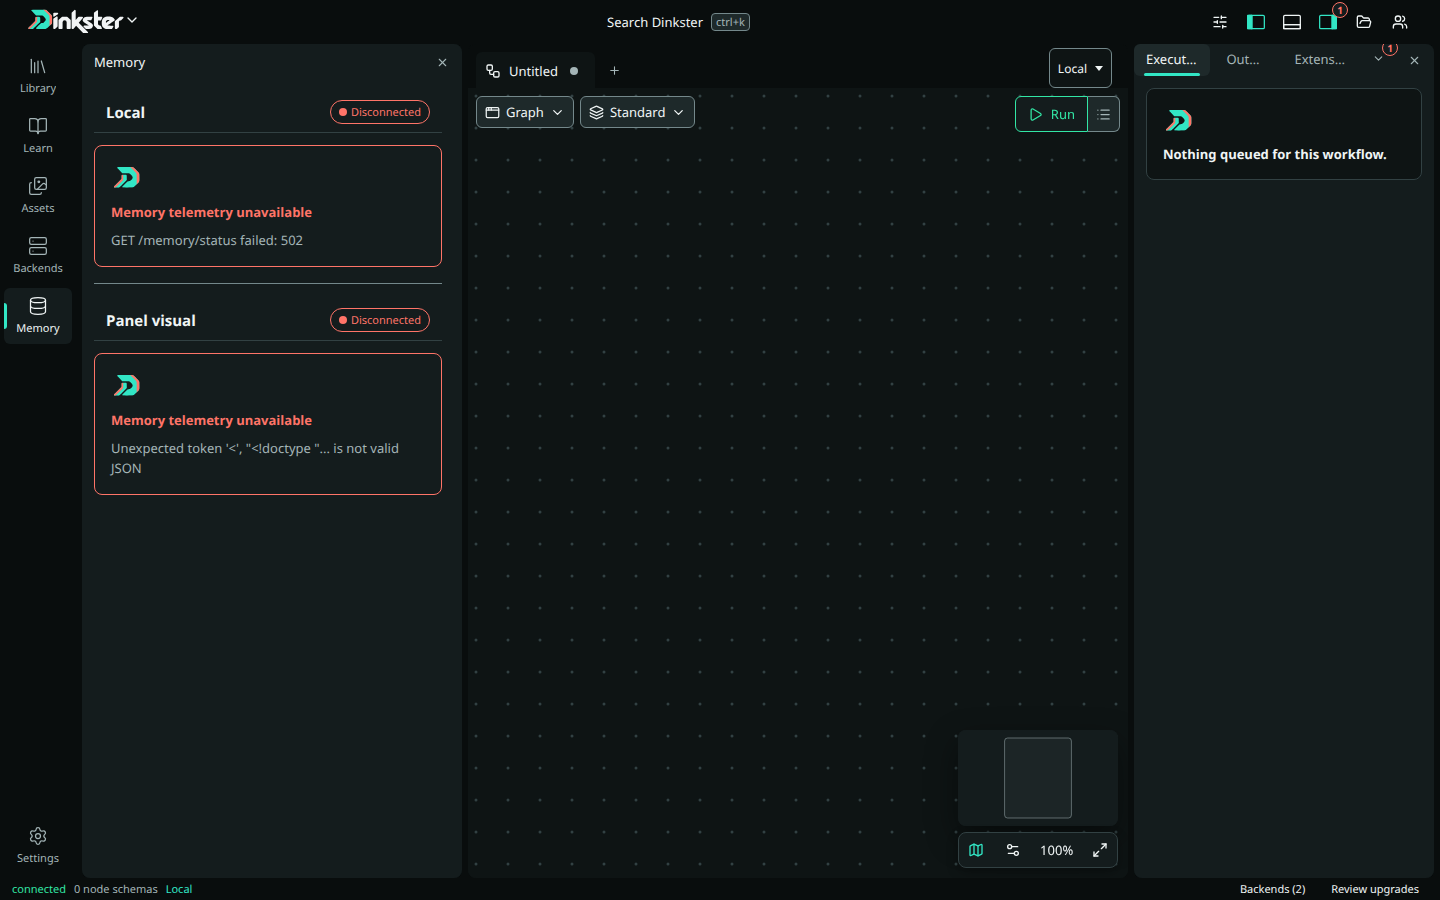 Dinkster
Search Dinkster ctrl+k
1
Library
Learn
Assets
Backends
Memory
Settings
Memory
Local
Disconnected
Memory telemetry unavailable
GET /memory/status failed: 502
Panel visual
Disconnected
Memory telemetry unavailable
Unexpected token '<', "<!doctype "... is not valid
JSON
Untitled
Local
Graph
Standard
Run
100%
Execut...
Out...
Extens...
1
Nothing queued for this workflow.
connected
0 node schemas
Local
Backends (2)
Review upgrades